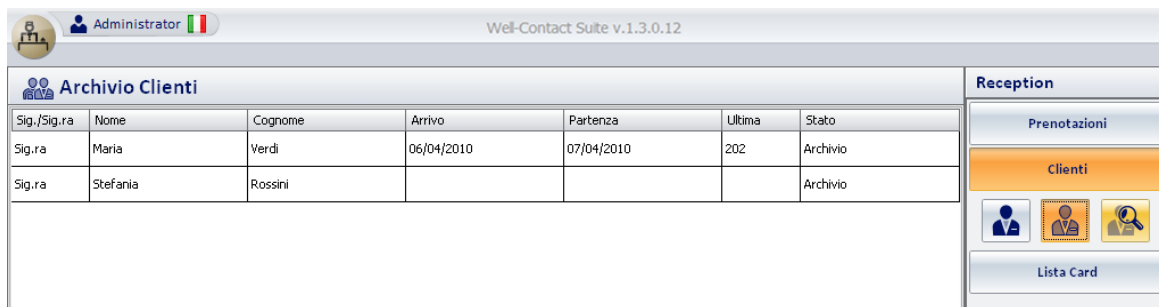 Administrator
Well-Contact Suite v.1.3.0.12
Archivio Clienti
Sig./Sig.ra Nome Cognome Arrivo Partenza Ultima Stato
Sig.ra Maria Verdi 06/04/2010 07/04/2010 202 Archivio
Sig.ra Stefania Rossini Archivio
Reception
Prenotazioni
Clienti
Lista Card